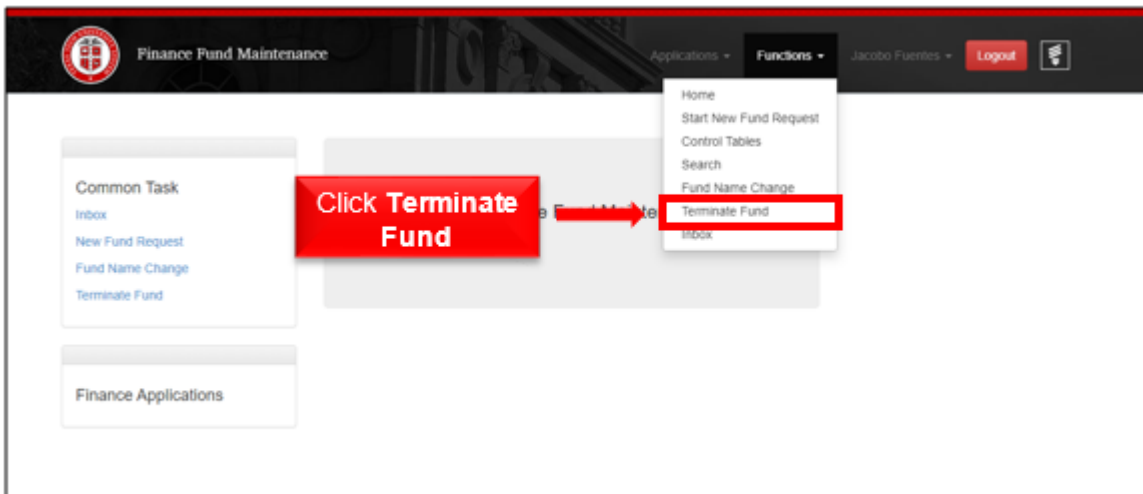 Finance Fund Maintenance
Applications
Functions
Jacobo Fuentes
Logout
Home
Start New Fund Request
Control Tables
Search
Fund Name Change
Terminate Fund
Inbox
Common Task
Inbox
New Fund Request
Fund Name Change
Terminate Fund
Click Terminate
Fund
e Fund Mainte
Finance Applications